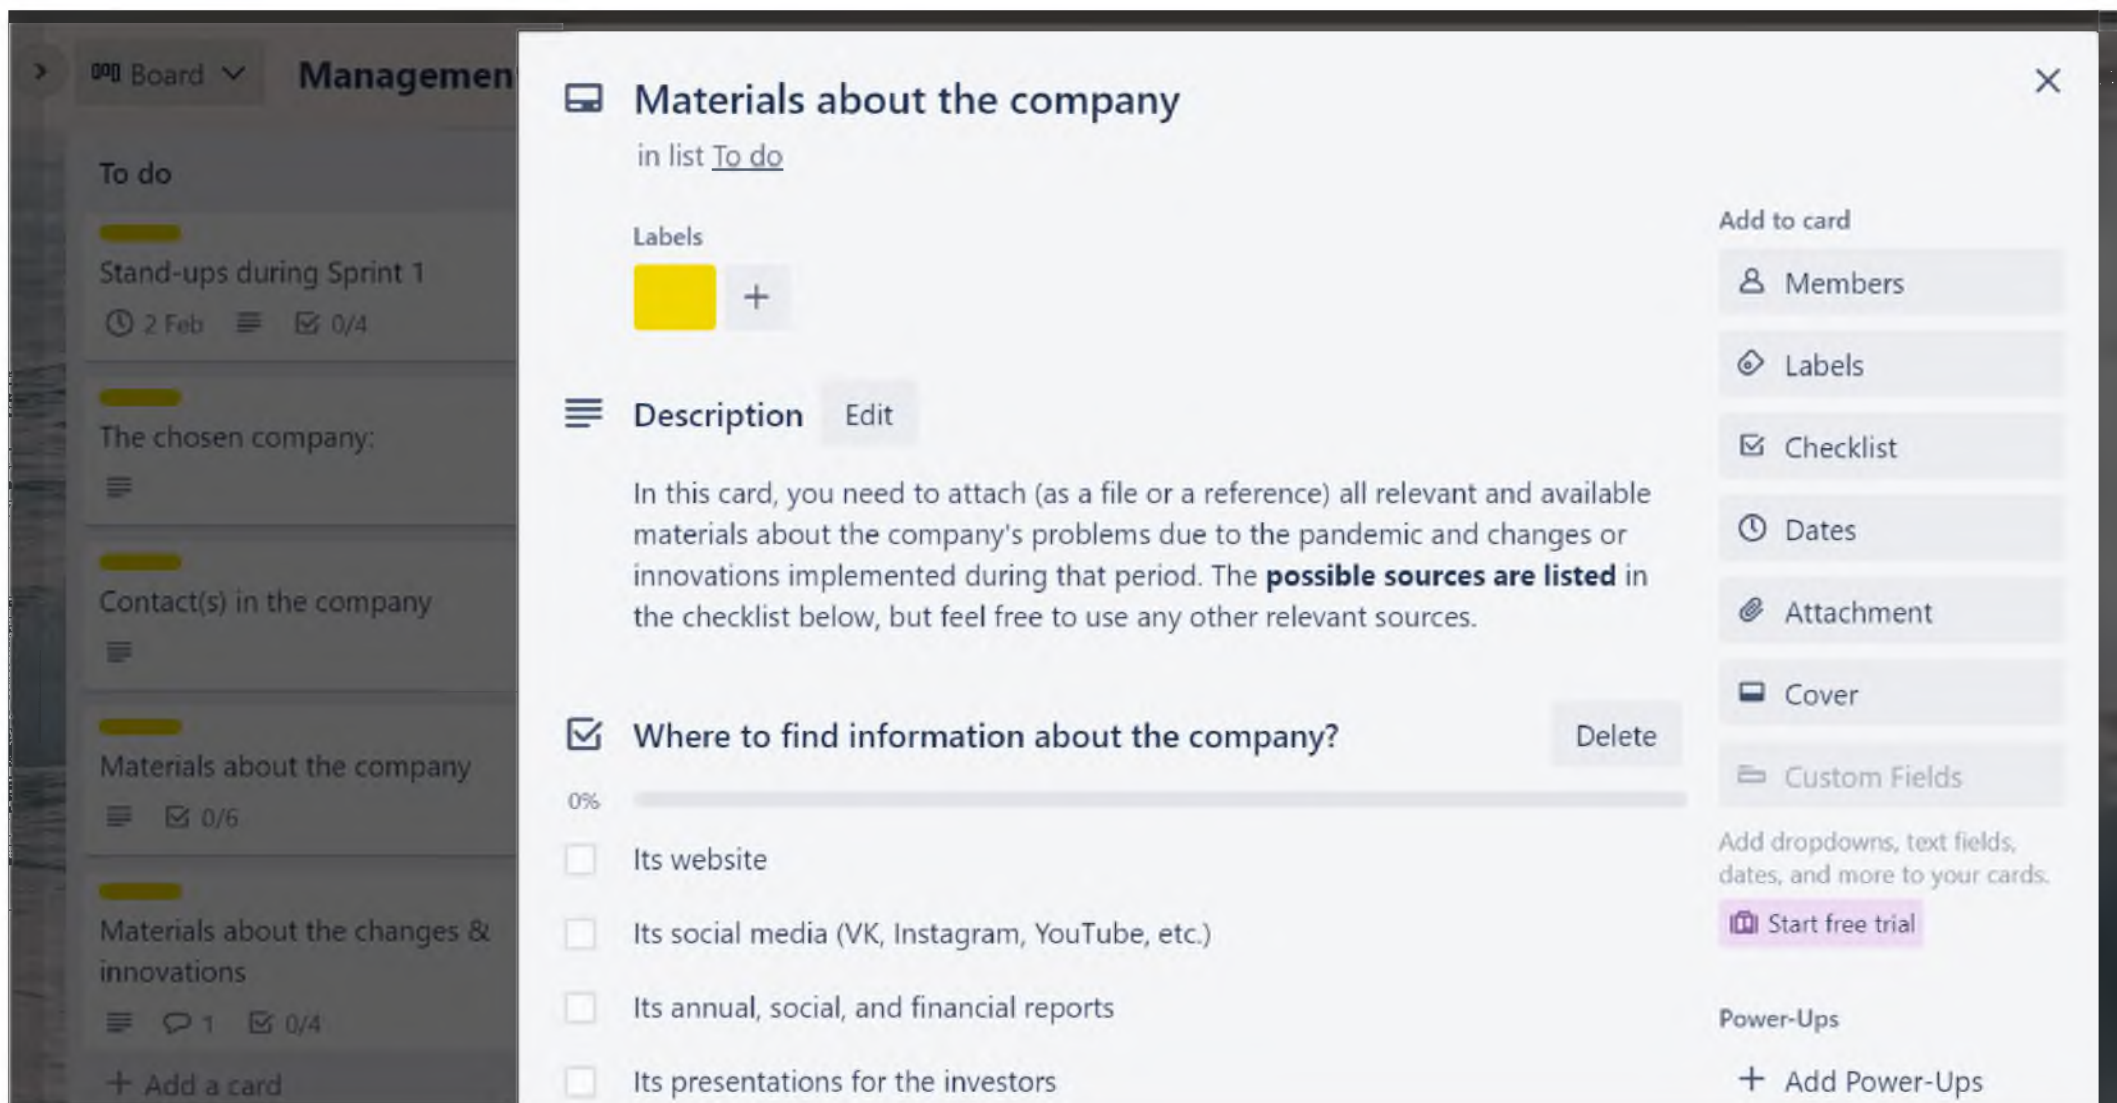 Board
Managemen
To do
Stand-ups during Sprint 1
2 Feb 0/4
The chosen company:
Contact(s) in the company
Materials about the company
0/6
Materials about the changes &
innovations
1 0/4
+ Add a card
Materials about the company
in list To do
Labels
+
Description Edit
In this card, you need to attach (as a file or a reference) all relevant and available
materials about the company's problems due to the pandemic and changes or
innovations implemented during that period. The possible sources are listed in
the checklist below, but feel free to use any other relevant sources.
Where to find information about the company? Delete
0%
Its website
Its social media (VK, Instagram, YouTube, etc.)
Its annual, social, and financial reports
Its presentations for the investors
Add to card
Members
Labels
Checklist
Dates
Attachment
Cover
Custom Fields
Add dropdowns, text fields,
dates, and more to your cards.
Start free trial
Power-Ups
+ Add Power-Ups